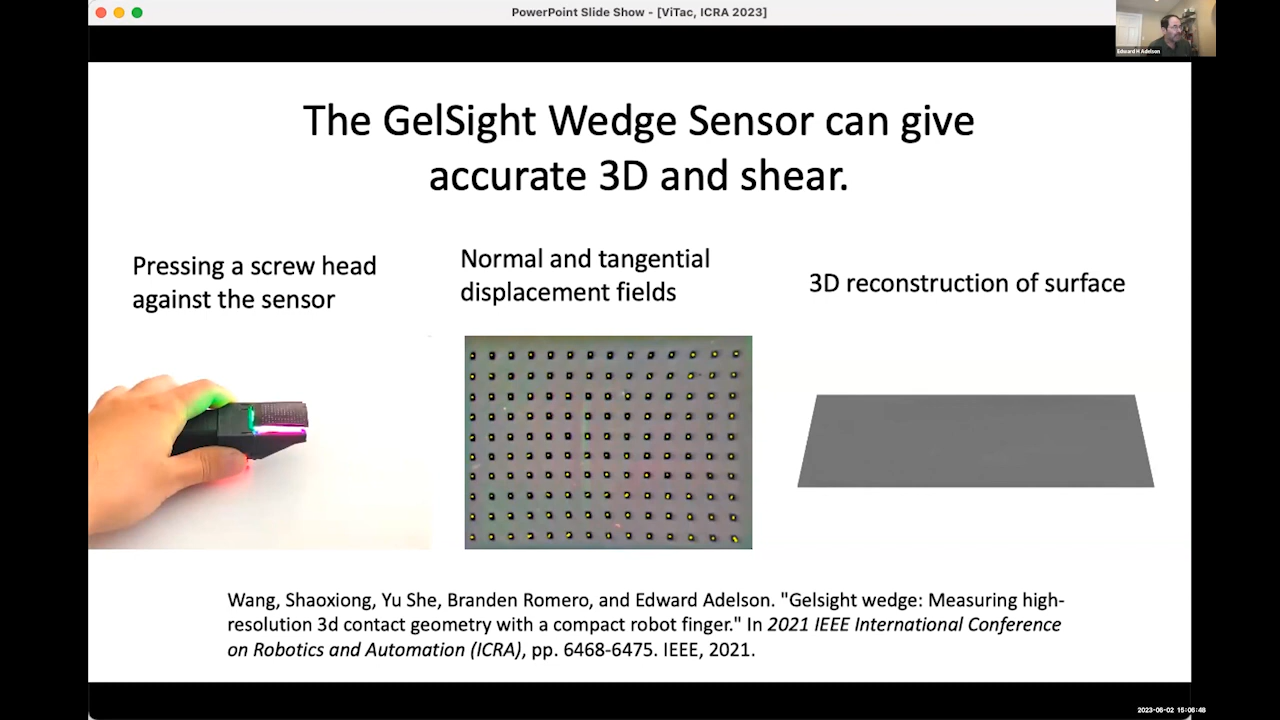 PowerPoint Slide Show - [ViTac, ICRA 2023]
Edward H Adelson
The GelSight Wedge Sensor can give
accurate 3D and shear.
Pressing a screw head
against the sensor
Normal and tangential
displacement fields
3D reconstruction of surface
Wang, Shaoxiong, Yu She, Branden Romero, and Edward Adelson. "Gelsight wedge: Measuring high-
resolution 3d contact geometry with a compact robot finger." In 2021 IEEE International Conference
on Robotics and Automation (ICRA), pp. 6468-6475. IEEE, 2021.
2023-06-02 15:06:48